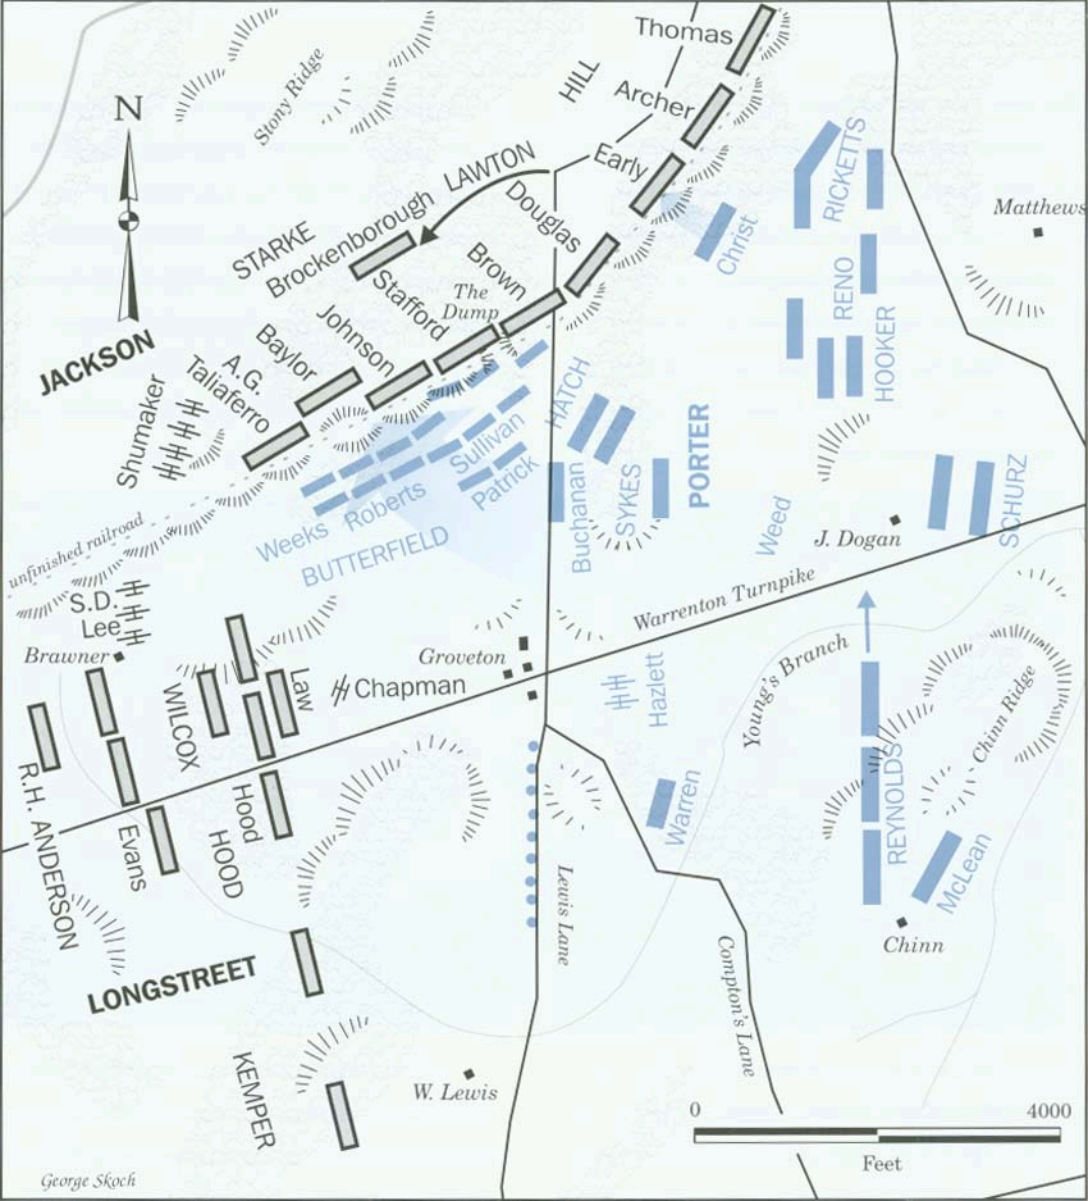 Thomas
HILL
Archer
Stony Ridge
N
Early
LAWTON
RICKETTS
Douglas
Matthews
Christ
STARKE
Brockenborough
Brown
The
Dump
Stafford
RENO
Johnson
HOOKER
JACKSON
Baylor
A.G.
Taliaferro
Shumaker
HATCH
PORTER
Sullivan
Patrick
Buchanan
SYKES
SCHURZ
Weed
Roberts
Weeks
BUTTERFIELD
J. Dogan
unfinished railroad
Warrenton Turnpike
S.D.
Lee
Brawner
Groveton
Young's Branch
Law
Chapman
Hazlett
Chinn Ridge
WILCOX
R.H. ANDERSON
Hood
HOOD
Evans
Warren
REYNOLDS
McLean
Lewis Lane
Chinn
Compton's Lane
LONGSTREET
KEMPER
W. Lewis
0 4000
Feet
George Skoch